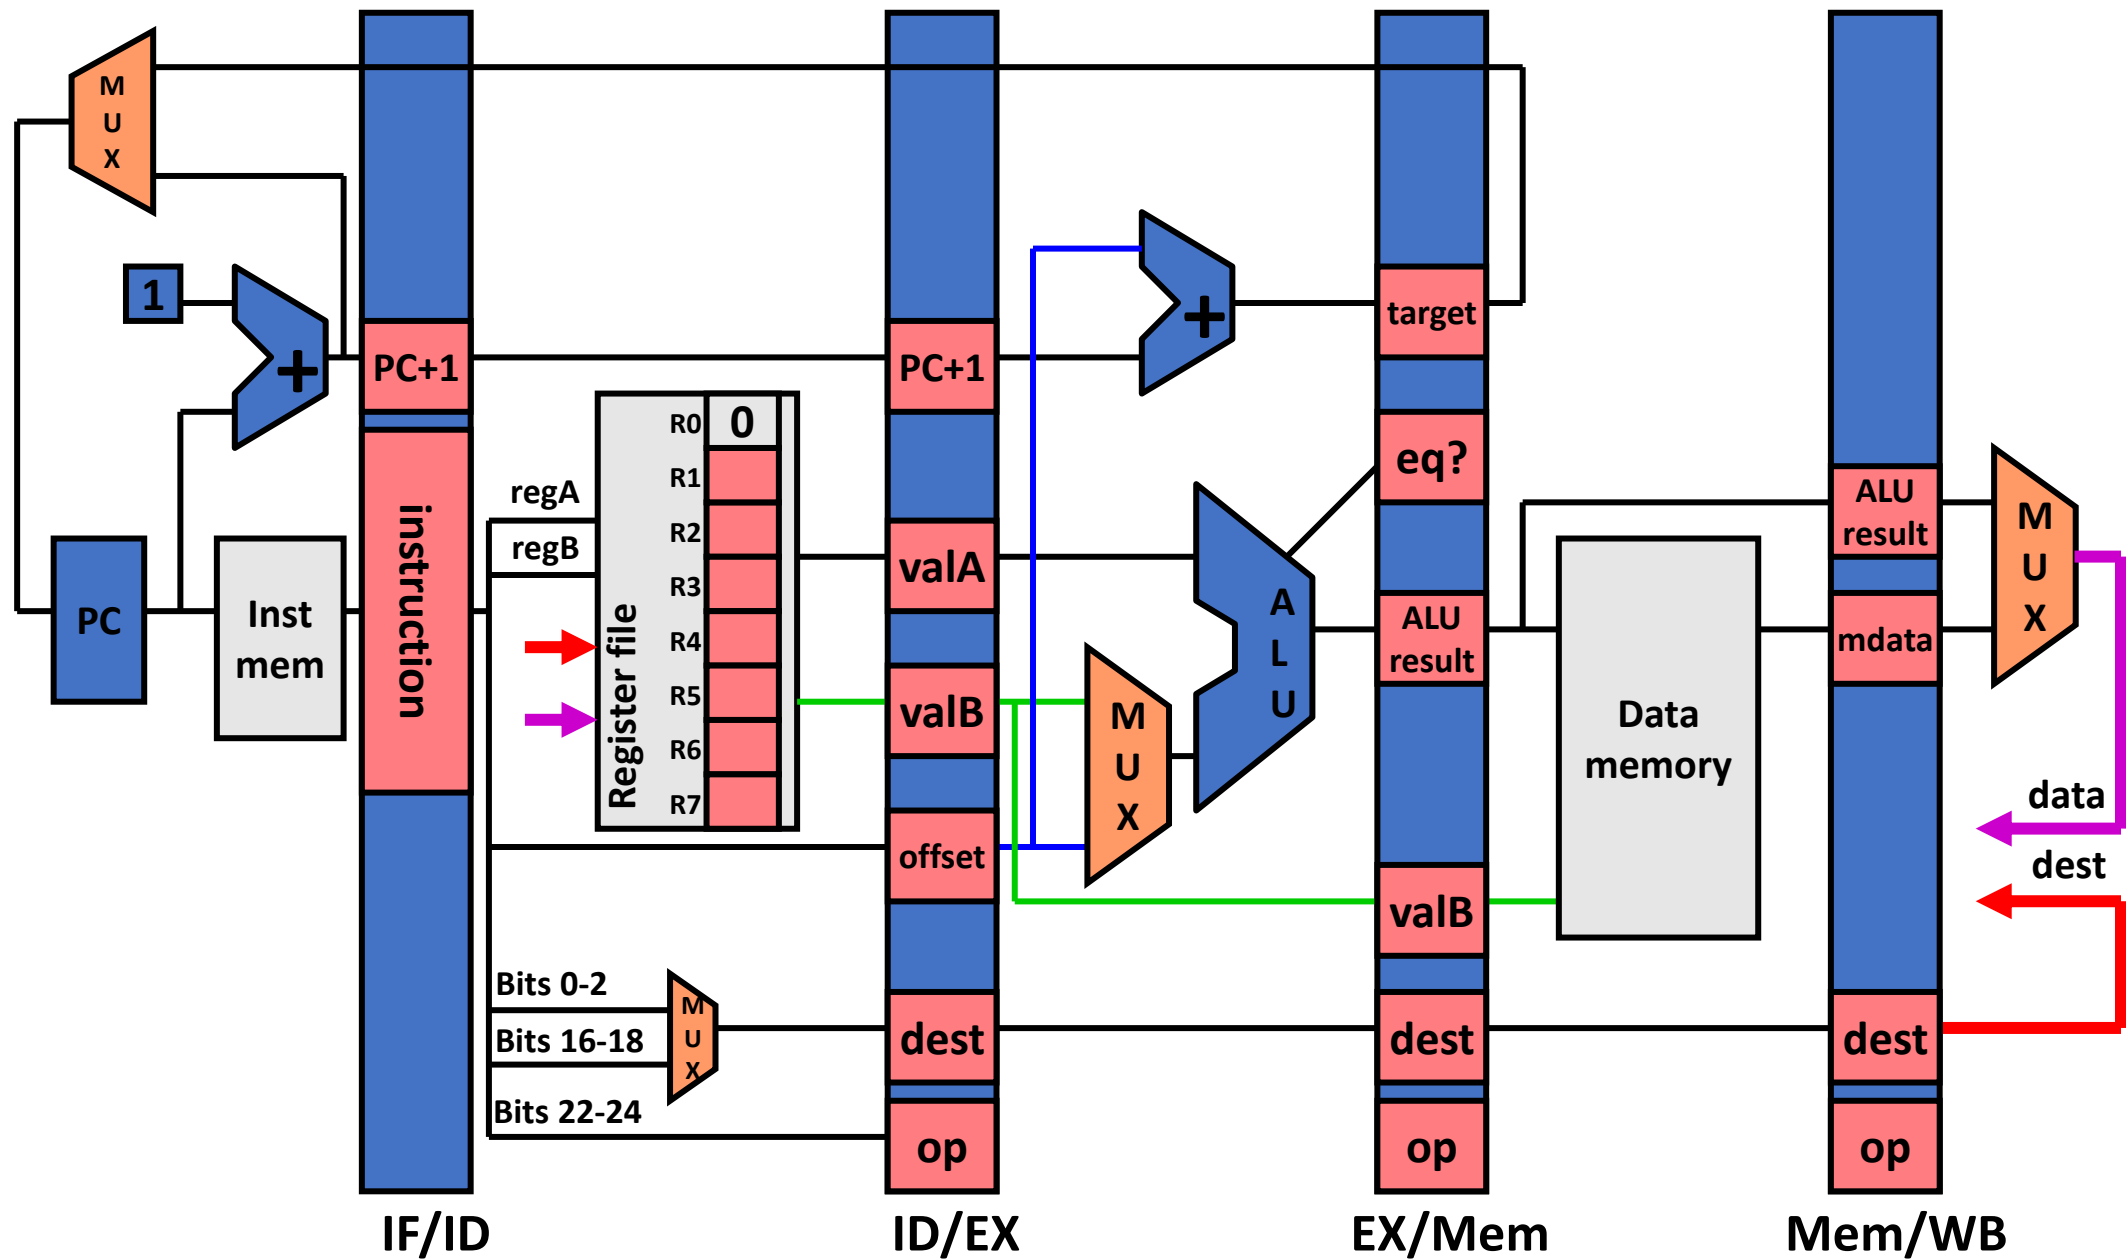 M
U
X
1
+
PC+1
PC
Inst
mem
instruction
IF/ID
regA
regB
Register file
R0
0
R1
R2
R3
R4
R5
R6
R7
Bits 0-2
Bits 16-18
Bits 22-24
M
U
X
PC+1
valA
valB
offset
dest
op
ID/EX
+
M
U
X
A
L
U
target
eq?
ALU
result
valB
dest
op
EX/Mem
Data
memory
ALU
result
mdata
dest
op
Mem/WB
M
U
X
data
dest